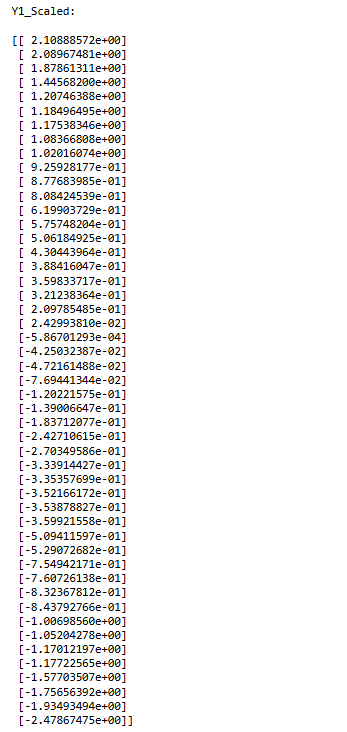 Y1_Scaled:
[[ 2.10888572e+00]
[ 2.08967481e+00]
[ 1.87861311e+00]
[ 1.44568200e+00]
[ 1.20746388e+00]
[ 1.18496495e+00]
[ 1.17538346e+00]
[ 1.08366808e+00]
[ 1.02016074e+00]
[ 9.25928177e-01]
[ 8.77683985e-01]
[ 8.08424539e-01]
[ 6.19903729e-01]
[ 5.75748204e-01]
[ 5.06184925e-01]
[ 4.30443964e-01]
[ 3.88416047e-01]
[ 3.59833717e-01]
[ 3.21238364e-01]
[ 2.09785485e-01]
[ 2.42993810e-02]
[-5.86701293e-04]
[-4.25032387e-02]
[-4.72161488e-02]
[-7.69441344e-02]
[-1.20221575e-01]
[-1.39006647e-01]
[-1.83712077e-01]
[-2.42710615e-01]
[-2.70349586e-01]
[-3.33914427e-01]
[-3.35357699e-01]
[-3.52166172e-01]
[-3.53878827e-01]
[-3.59921558e-01]
[-5.09411597e-01]
[-5.29072682e-01]
[-7.54942171e-01]
[-7.60726138e-01]
[-8.32367812e-01]
[-8.43792766e-01]
[-1.00698560e+00]
[-1.05204278e+00]
[-1.17012197e+00]
[-1.17722565e+00]
[-1.57703507e+00]
[-1.75656392e+00]
[-1.93493494e+00]
[-2.47867475e+00]]